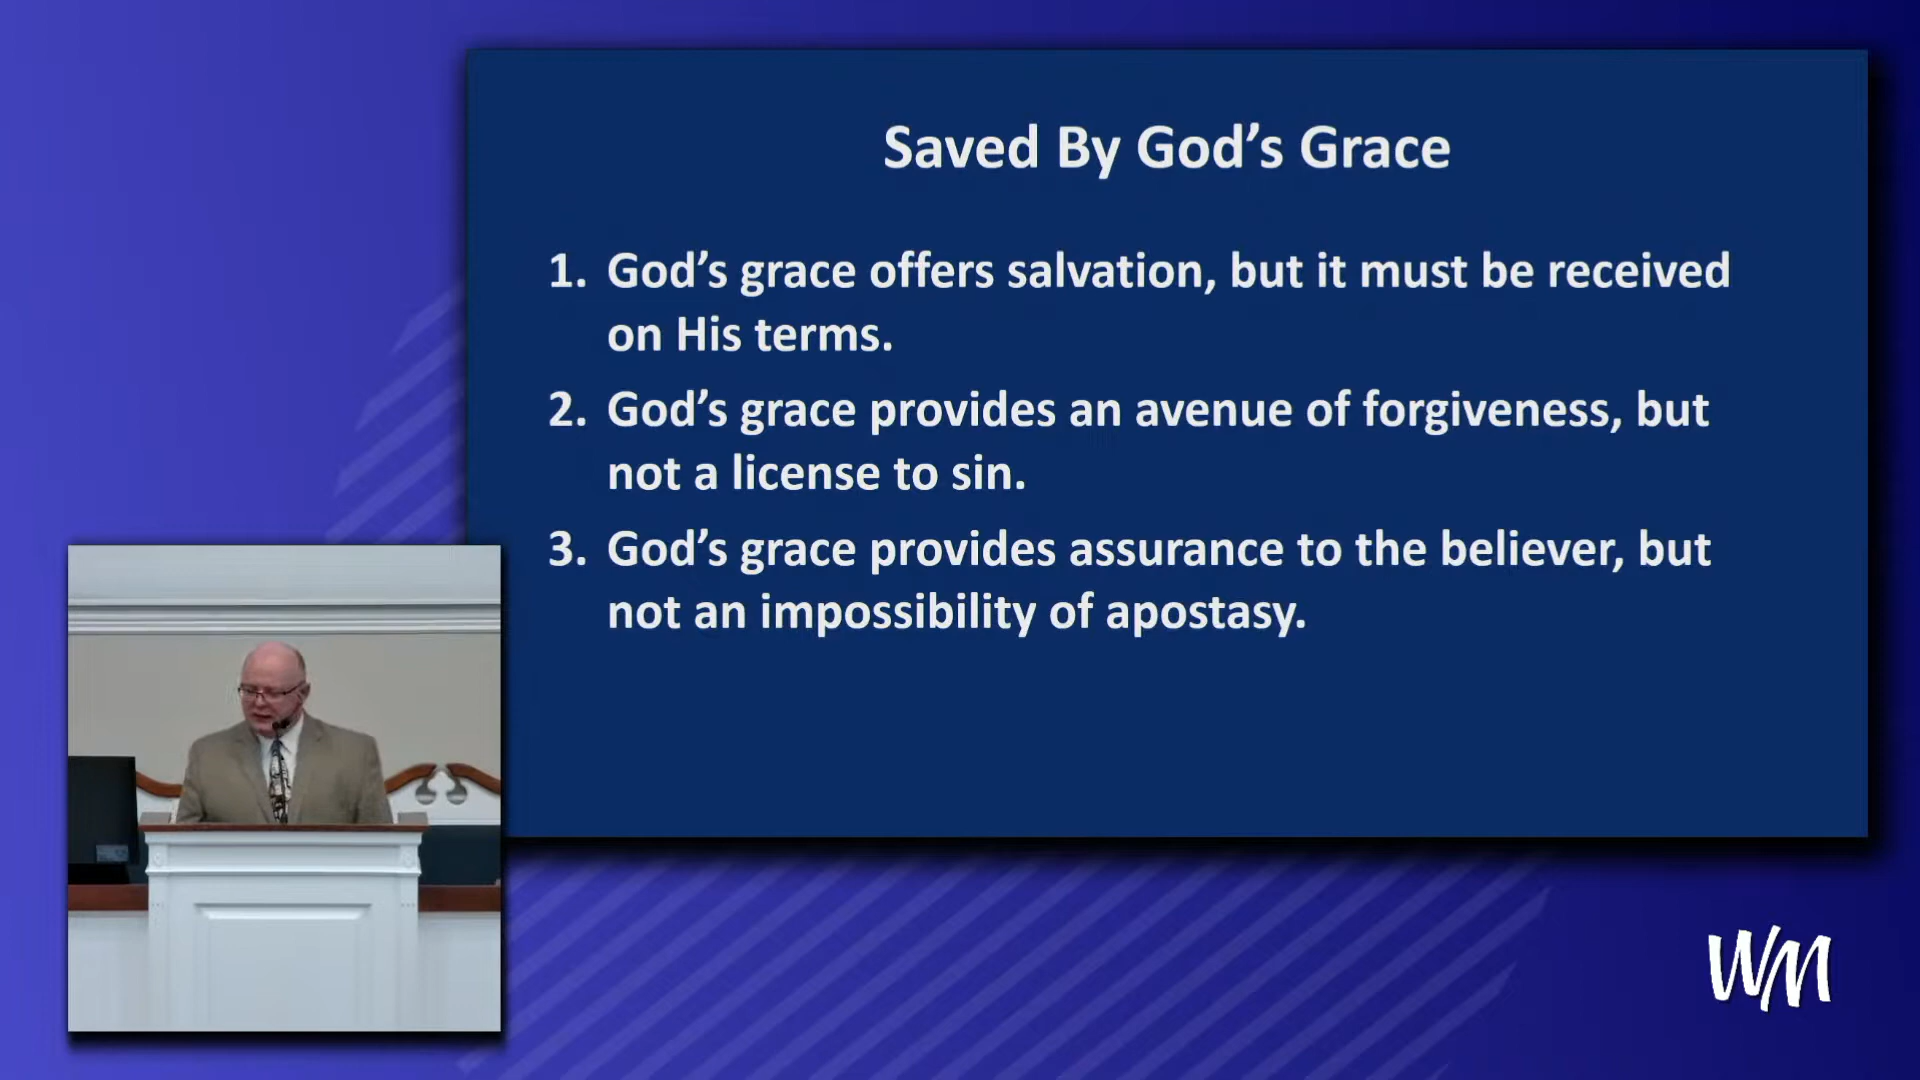 Saved By God’s Grace
1. God’s grace offers salvation, but it must be received
on His terms.
2. God’s grace provides an avenue of forgiveness, but
not a license to sin.
3. God’s grace provides assurance to the believer, but
not an impossibility of apostasy.
WM